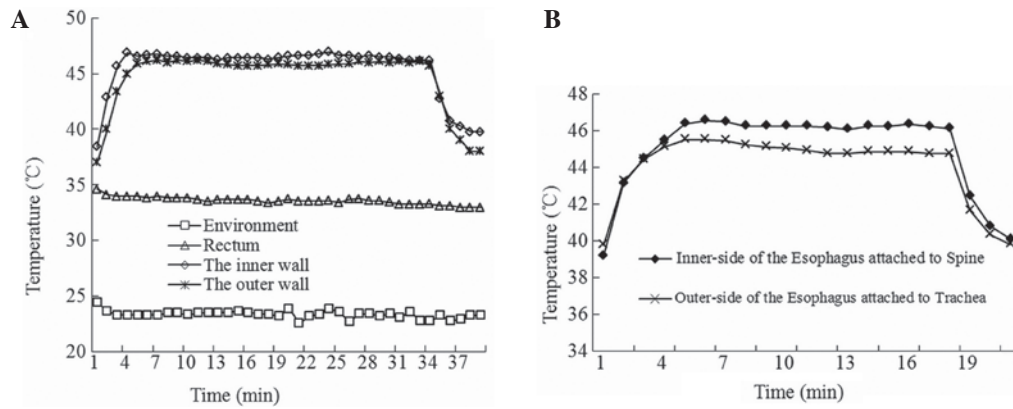 A
50
45
40
35
30
25
20
Temperature (℃)
Environment
Rectum
The inner wall
The outer wall
1 4 7 10 13 16 19 22 25 28 31 34 37
Time (min)
B
48
46
44
42
40
38
36
34
Temperature (℃)
Inner-side of the Esophagus attached to Spine
Outer-side of the Esophagus attached to Trachea
1 4 7 10 13 16 19
Time (min)